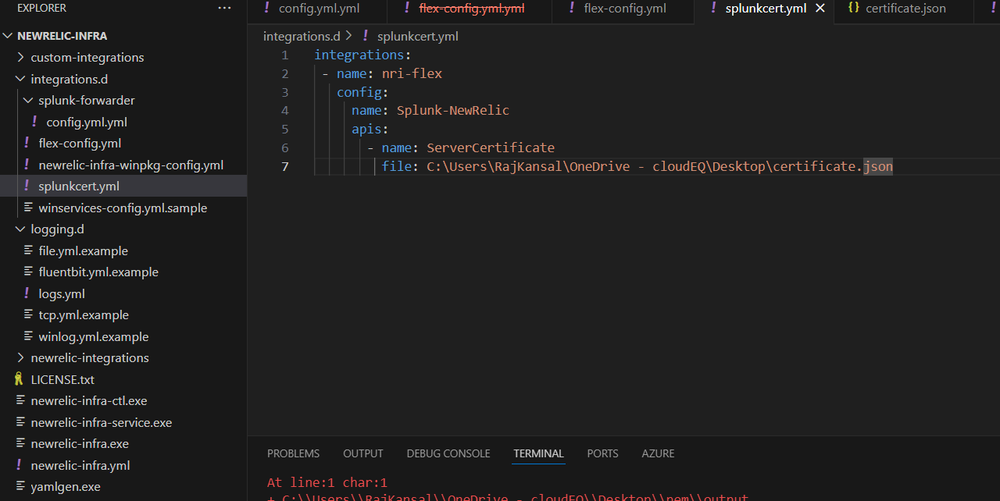 EXPLORER ···
NEWRELIC-INFRA
custom-integrations
integrations.d
splunk-forwarder
! config.yml.yml
! flex-config.yml
! newrelic-infra-winpkg-config.yml
! splunkcert.yml
winservices-config.yml.sample
logging.d
file.yml.example
fluentbit.yml.example
! logs.yml
tcp.yml.example
winlog.yml.example
newrelic-integrations
LICENSE.txt
newrelic-infra-ctl.exe
newrelic-infra-service.exe
newrelic-infra.exe
! newrelic-infra.yml
yamlgen.exe
! config.yml.yml ! flex-config.yml.yml ! flex-config.yml ! splunkcert.yml {} certificate.json !
integrations.d > ! splunkcert.yml
1 integrations:
2 - name: nri-flex
3 config:
4 name: Splunk-NewRelic
5 apis:
6 - name: ServerCertificate
7 file: C:\Users\RajKansal\OneDrive - cloudEQ\Desktop\certificate.json
PROBLEMS OUTPUT DEBUG CONSOLE TERMINAL PORTS AZURE
At line:1 char:1
+ C:\\Users\\RajKansal\\OneDrive - cloudEQ\\Desktop\\pem\\output